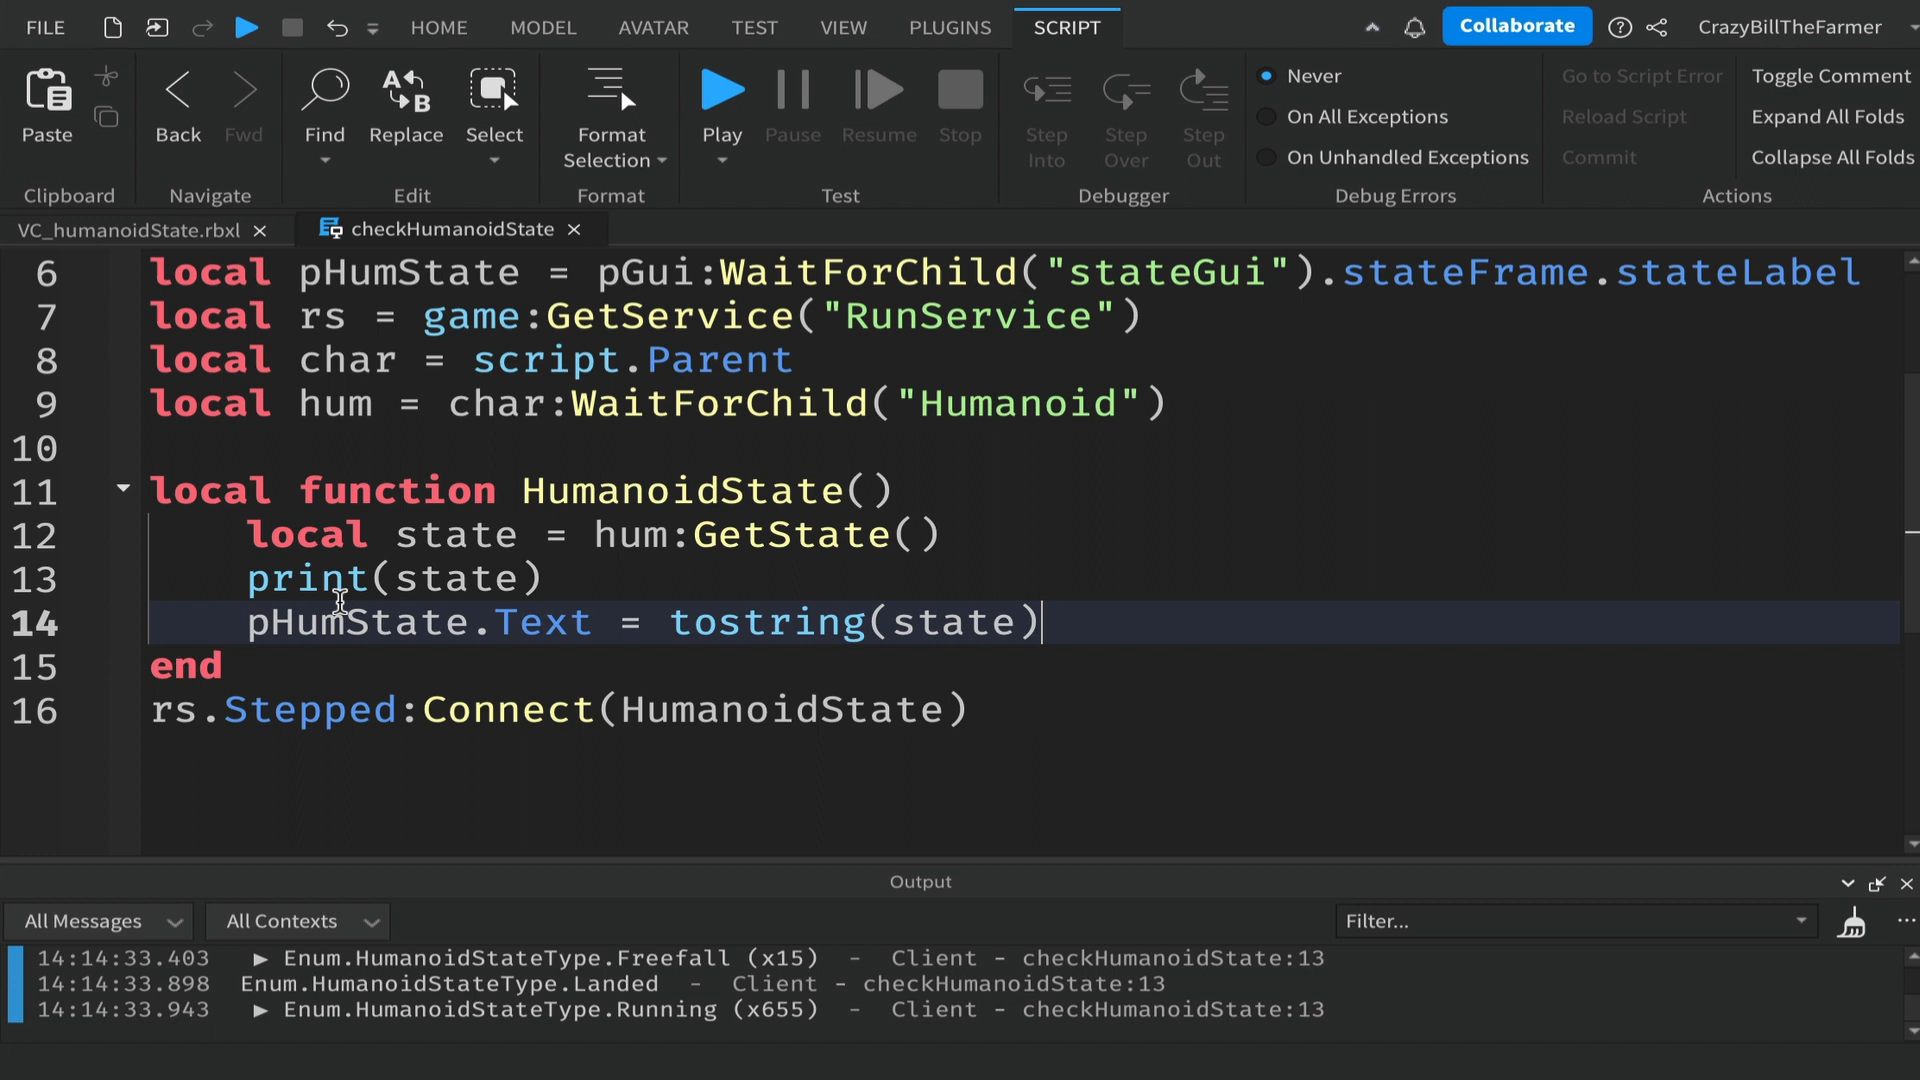 FILE HOME MODEL AVATAR TEST VIEW PLUGINS SCRIPT Collaborate CrazyBillTheFarmer
Paste
Clipboard
Back Fwd
Navigate
Find Replace Select
Edit
Format
Selection
Format
Play Pause Resume Stop
Test
Step Into Step Over Step Out
Debugger
Never
On All Exceptions
On Unhandled Exceptions
Debug Errors
Go to Script Error Toggle Comment
Reload Script Expand All Folds
Commit Collapse All Folds
Actions
VC_humanoidState.rbxl checkHumanoidState
6 local pHumState = pGui:WaitForChild("stateGui").stateFrame.stateLabel
7 local rs = game:GetService("RunService")
8 local char = script.Parent
9 local hum = char:WaitForChild("Humanoid")
10
11 local function HumanoidState()
12 local state = hum:GetState()
13 print(state)
14 pHumState.Text = tostring(state)
15 end
16 rs.Stepped:Connect(HumanoidState)
Output
All Messages All Contexts Filter...
14:14:33.403 ▶ Enum.HumanoidStateType.Freefall (x15) - Client - checkHumanoidState:13
14:14:33.898 Enum.HumanoidStateType.Landed - Client - checkHumanoidState:13
14:14:33.943 ▶ Enum.HumanoidStateType.Running (x655) - Client - checkHumanoidState:13